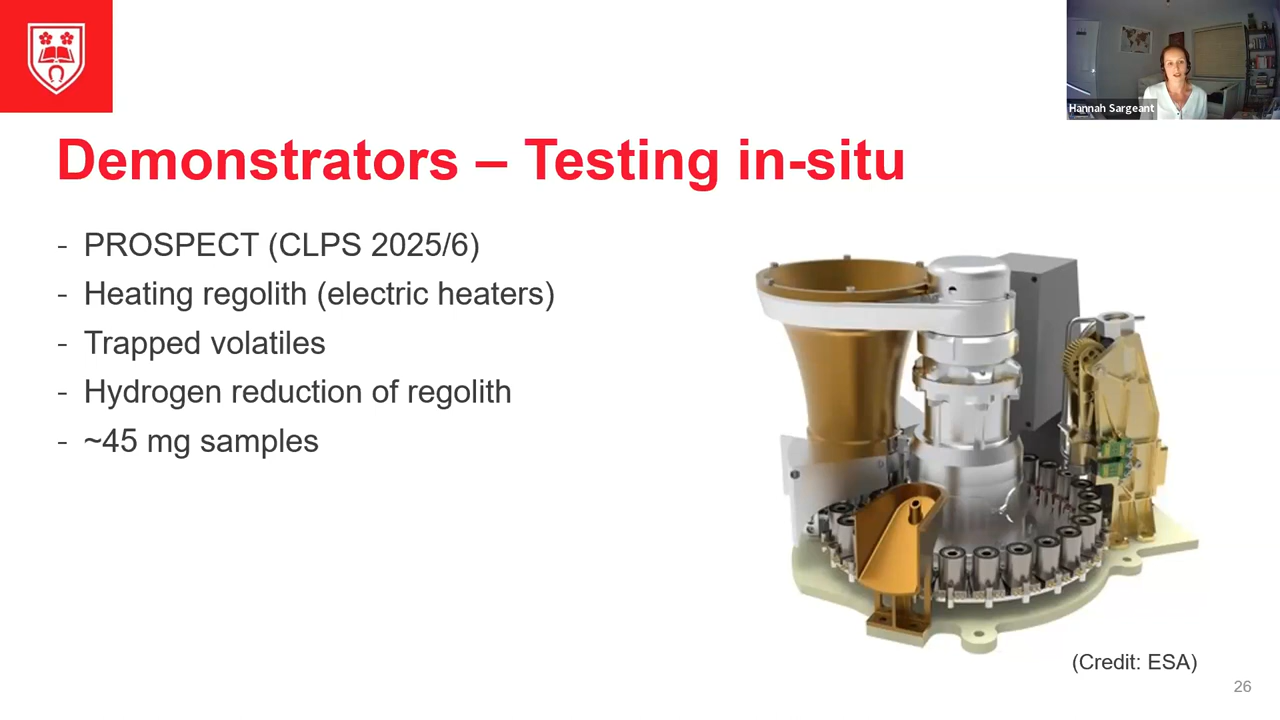 Hannah Sargeant
Demonstrators – Testing in-situ
- PROSPECT (CLPS 2025/6)
- Heating regolith (electric heaters)
- Trapped volatiles
- Hydrogen reduction of regolith
- ~45 mg samples
(Credit: ESA)
26